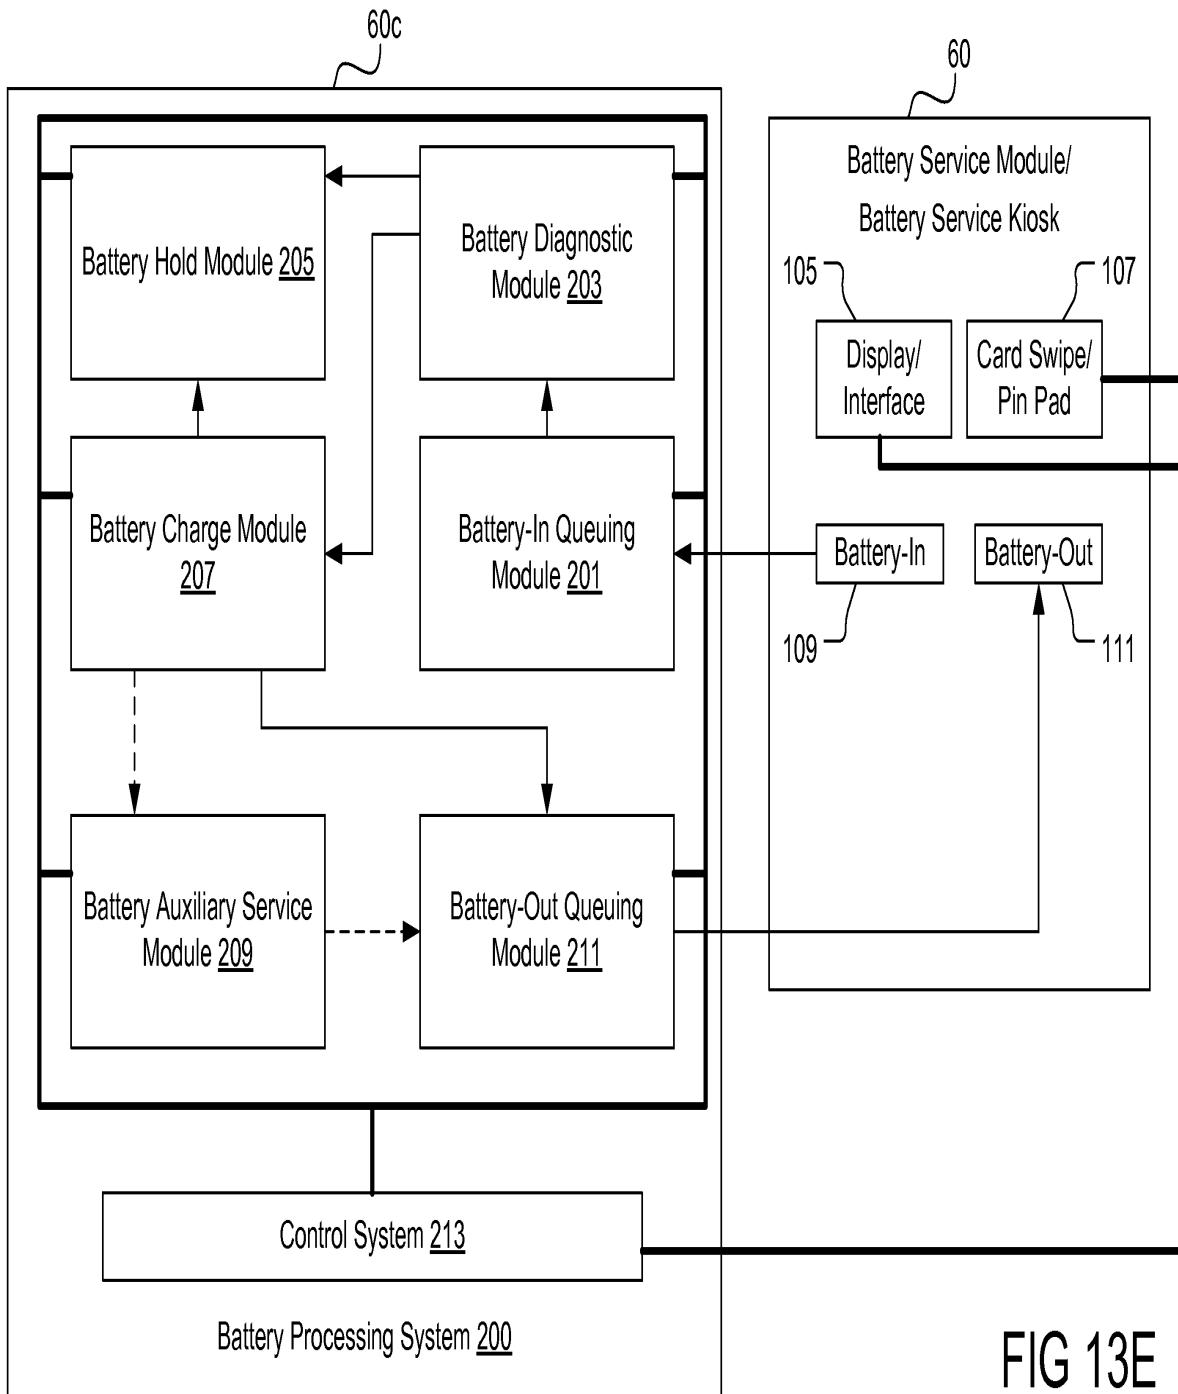 60c
60
Battery Service Module/
Battery Service Kiosk
Battery Hold Module 205
Battery Diagnostic
Module 203
105
107
Display/
Interface
Card Swipe/
Pin Pad
Battery Charge Module
207
Battery-In Queuing
Module 201
Battery-In
Battery-Out
109
111
Battery Auxiliary Service
Module 209
Battery-Out Queuing
Module 211
Control System 213
Battery Processing System 200
FIG 13E